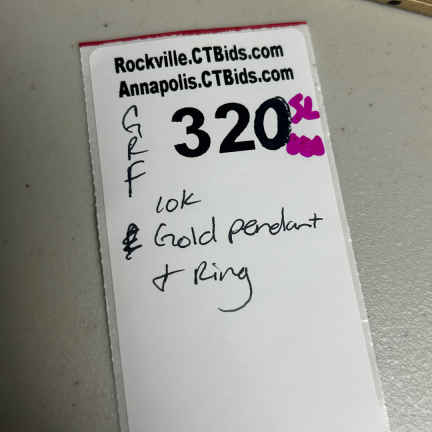 Rockville.CTBids.com
Annapolis.CTBids.com
GRF
320
SL
10K
Gold pendant
+ Ring